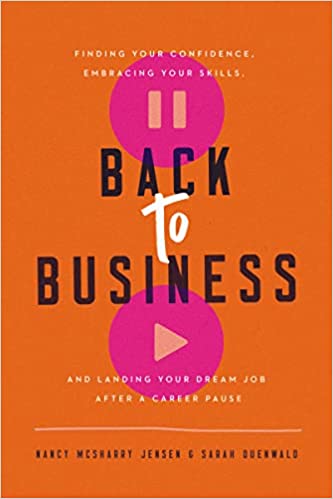 FINDING YOUR CONFIDENCE,
EMBRACING YOUR SKILLS,
BACK
to
BUSINESS
AND LANDING YOUR DREAM JOB
AFTER A CAREER PAUSE
NANCY MCSHARRY JENSEN & SARAH DUENWALD